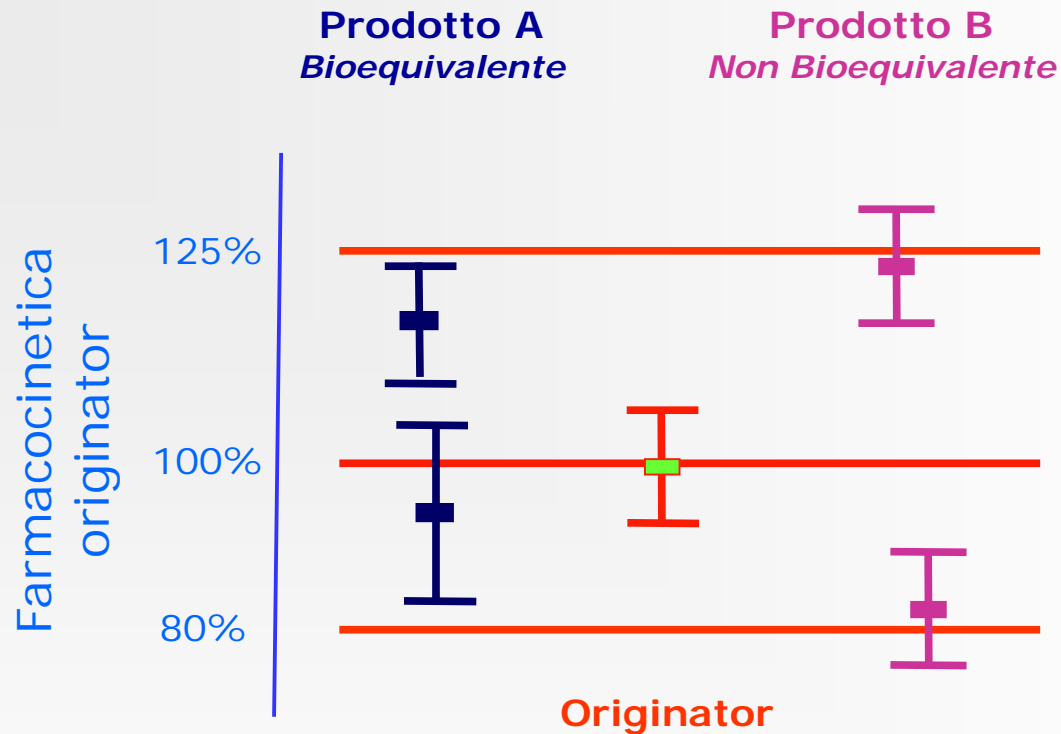 Prodotto A
Bioequivalente
Prodotto B
Non Bioequivalente
Farmacocinetica
originator
125%
100%
80%
Originator